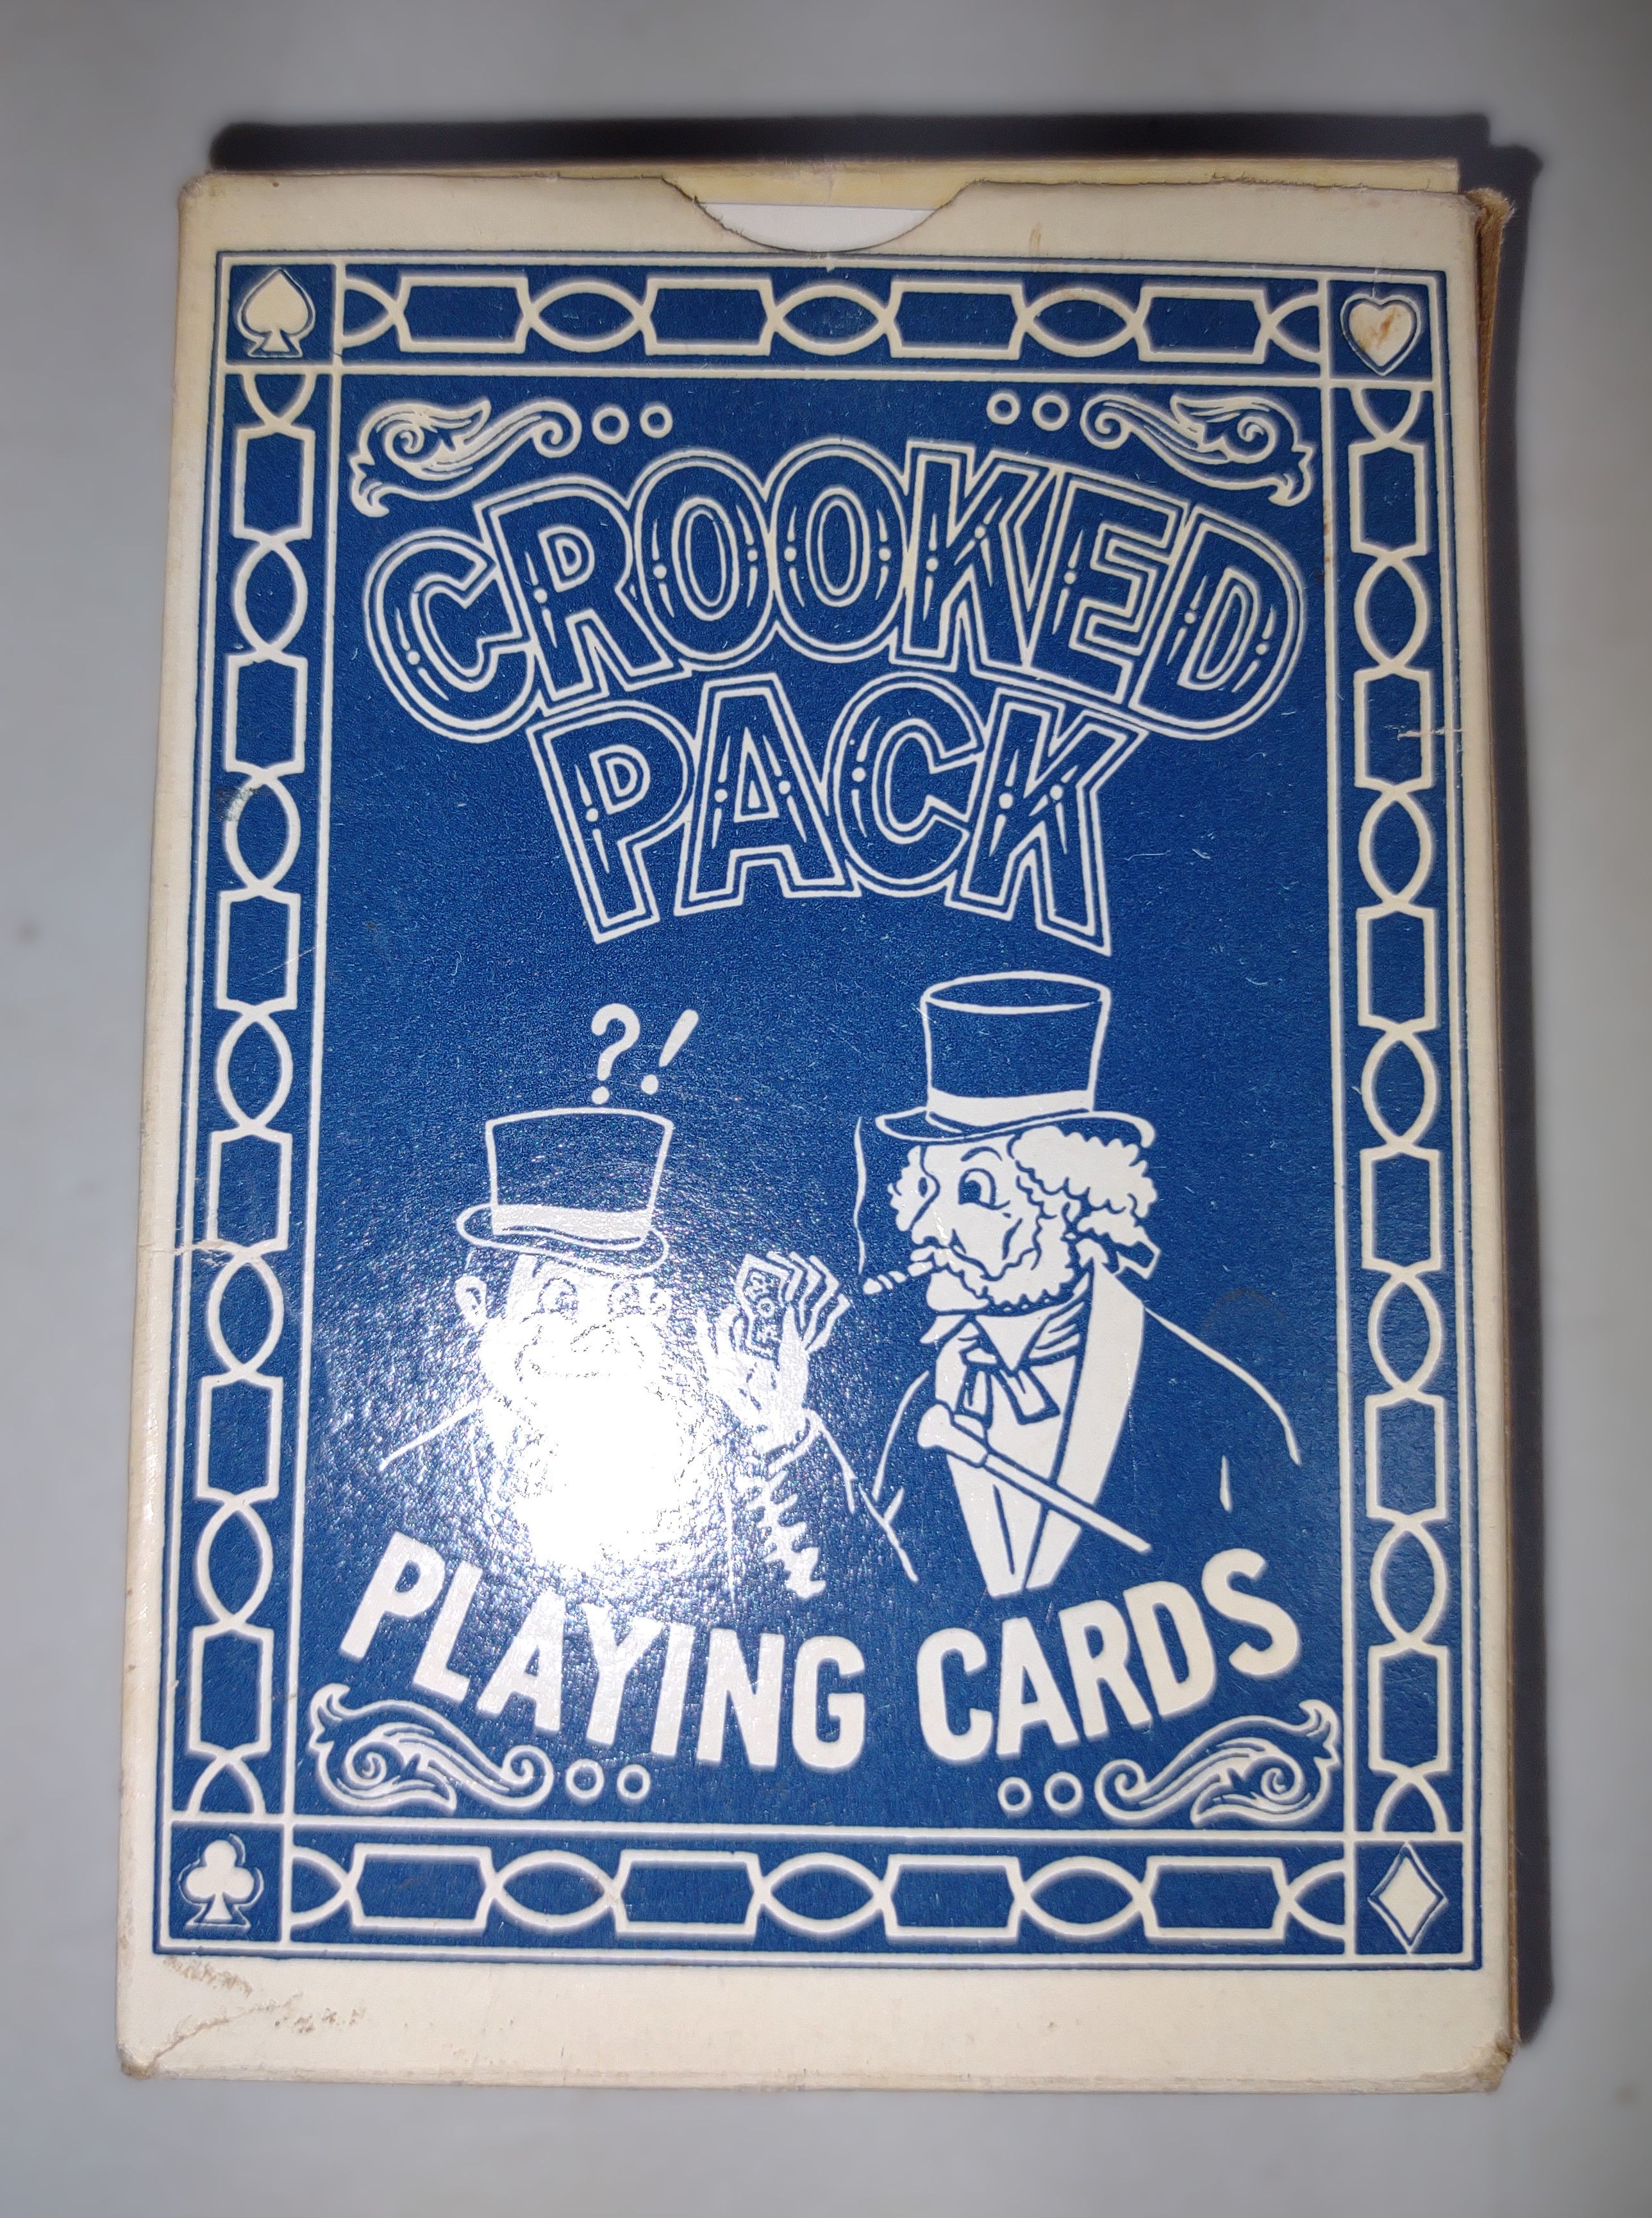 CROOKED
PACK
?!
PLAYING CARDS